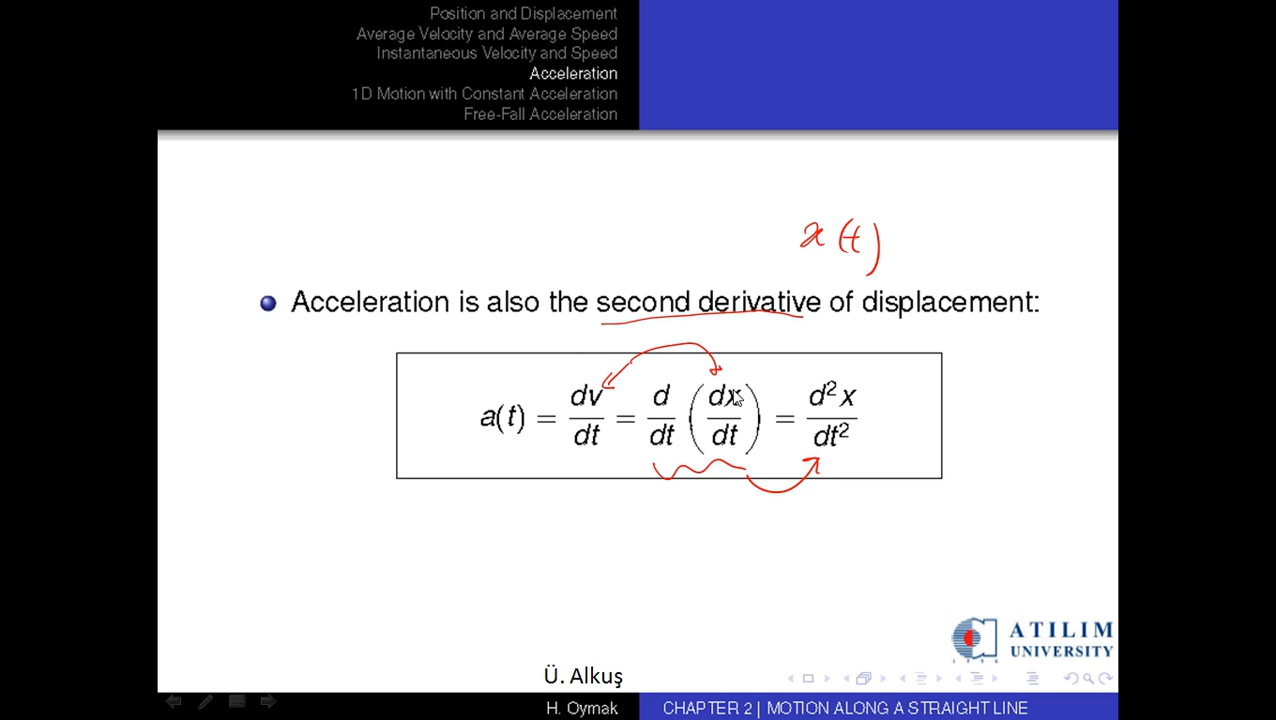 Position and Displacement
Average Velocity and Average Speed
Instantaneous Velocity and Speed
Acceleration
1D Motion with Constant Acceleration
Free-Fall Acceleration
x(t)
Acceleration is also the second derivative of displacement:
a(t) = dv/dt = d/dt (dx/dt) = d²x/dt²
ATILIM
UNIVERSITY
Ü. Alkuş
H. Oymak CHAPTER 2 | MOTION ALONG A STRAIGHT LINE